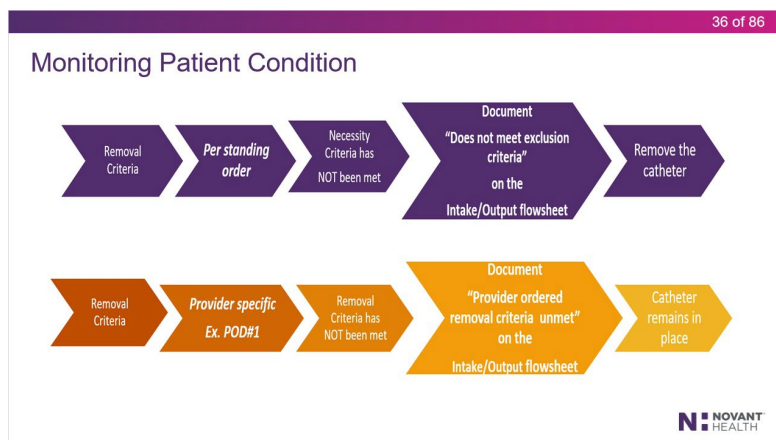 36 of 86
Monitoring Patient Condition
Removal
Criteria
Per standing
order
Necessity
Criteria has
NOT been met
Document
“Does not meet exclusion
criteria”
on the
Intake/Output flowsheet
Remove the
catheter
Removal
Criteria
Provider specific
Ex. POD#1
Removal
Criteria has
NOT been met
Document
“Provider ordered
removal criteria unmet”
on the
Intake/Output flowsheet
Catheter
remains in
place
N NOVANT
HEALTH